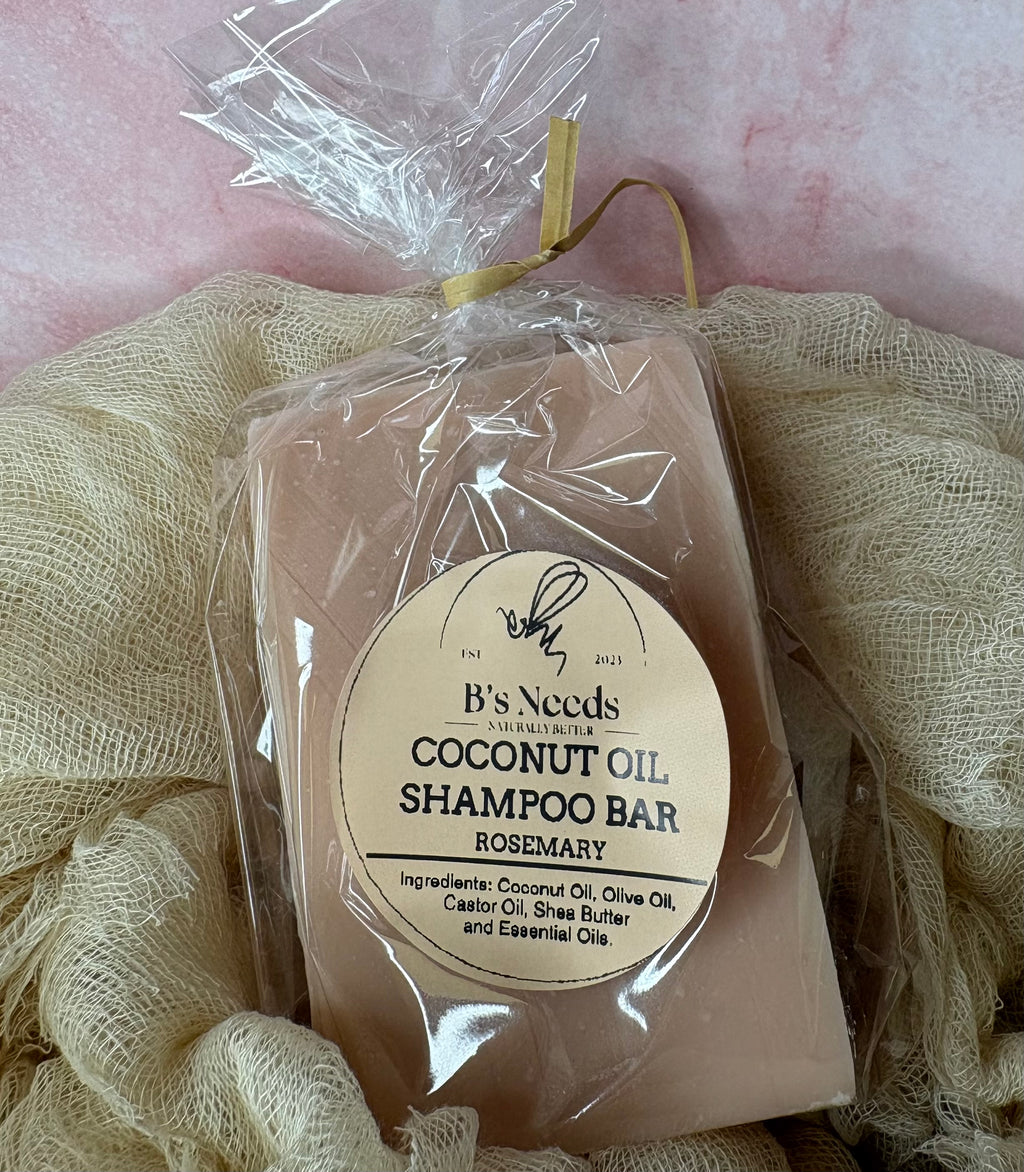 EST 2023
B's Needs
NATURALLY BETTER
COCONUT OIL
SHAMPOO BAR
ROSEMARY
Ingredients: Coconut Oil, Olive Oil,
Castor Oil, Shea Butter
and Essential Oils.